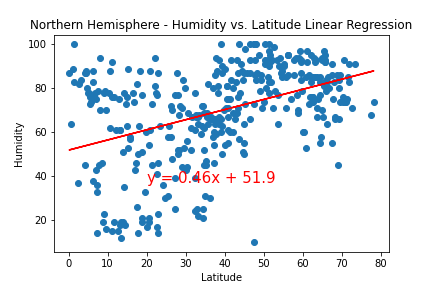 Northern Hemisphere - Humidity vs. Latitude Linear Regression
100
80
60
40
20
Humidity
y = 0.46x + 51.9
0 10 20 30 40 50 60 70 80
Latitude